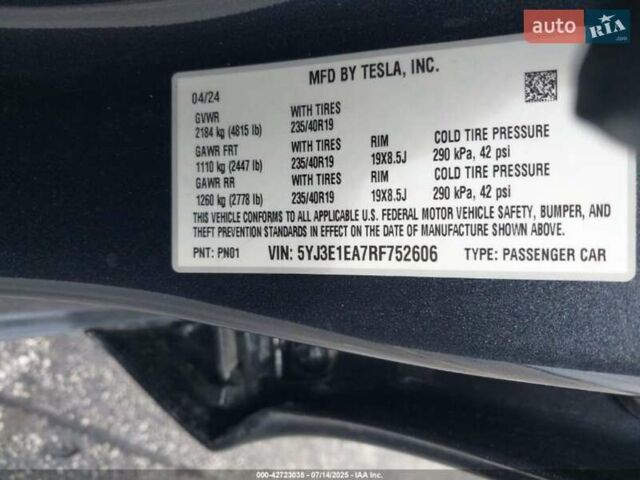 auto RIA.com
MFD BY TESLA, INC.
04/24
GVWR WITH TIRES
2184 kg (4815 lb) 235/40R19
GAWR FRT WITH TIRES RIM COLD TIRE PRESSURE
1110 kg (2447 lb) 235/40R19 19X8.5J 290 kPa, 42 psi
GAWR RR WITH TIRES RIM COLD TIRE PRESSURE
1260 kg (2778 lb) 235/40R19 19X8.5J 290 kPa, 42 psi
THIS VEHICLE CONFORMS TO ALL APPLICABLE U.S. FEDERAL MOTOR VEHICLE SAFETY, BUMPER, AND
THEFT PREVENTION STANDARDS IN EFFECT ON THE DATE OF MANUFACTURE SHOWN ABOVE.
PNT: PN01 VIN: 5YJ3E1EA7RF752606 TYPE: PASSENGER CAR
000-42723038 - 07/14/2025 - IAA Inc.